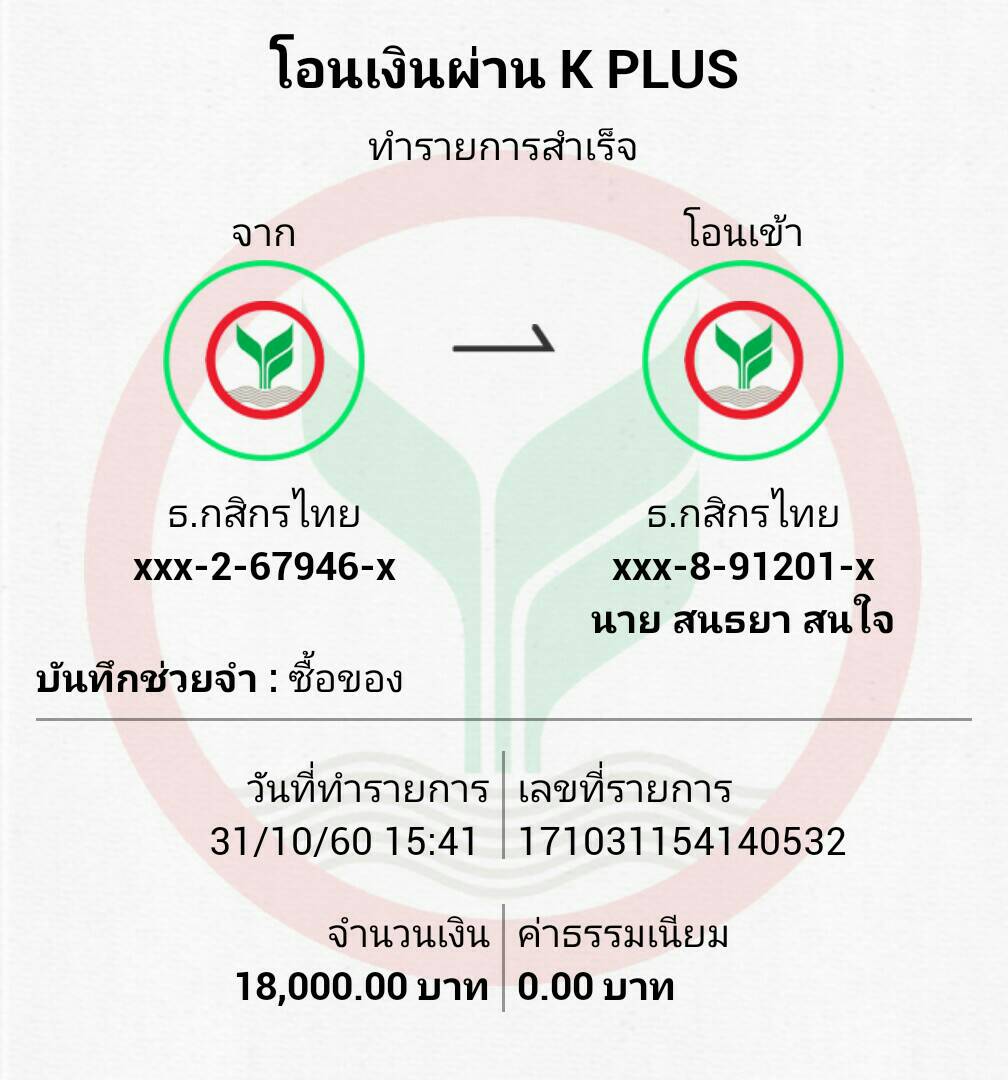 โอนเงินผ่าน K PLUS
ทำรายการสำเร็จ
จาก
โอนเข้า
ธ.กสิกรไทย
xxx-2-67946-x
ธ.กสิกรไทย
xxx-8-91201-x
นาย สนธยา สนใจ
บันทึกช่วยจำ : ซื้อของ
วันที่ทำรายการ
31/10/60 15:41
เลขที่รายการ
171031154140532
จำนวนเงิน
18,000.00 บาท
ค่าธรรมเนียม
0.00 บาท